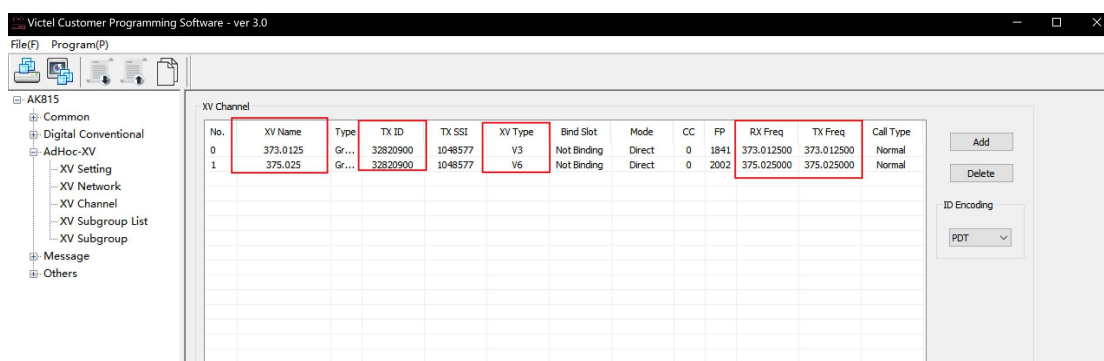 Victel Customer Programming Software - ver 3.0
File(F) Program(P)
AK815
Common
Digital Conventional
AdHoc-XV
XV Setting
XV Network
XV Channel
XV Subgroup List
XV Subgroup
Message
Others
XV Channel
No. XV Name Type TX ID TX SSI XV Type Bind Slot Mode CC FP RX Freq TX Freq Call Type
0 373.0125 Gr... 32820900 1048577 V3 Not Binding Direct 0 1841 373.012500 373.012500 Normal
1 375.025 Gr... 32820900 1048577 V6 Not Binding Direct 0 2002 375.025000 375.025000 Normal
Add
Delete
ID Encoding
PDT